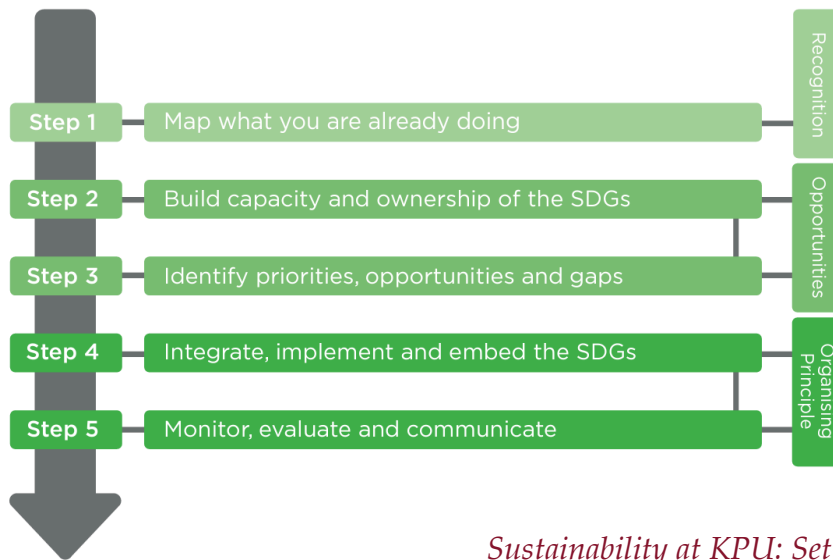 Recognition
Step 1 Map what you are already doing
Step 2 Build capacity and ownership of the SDGs
Opportunities
Step 3 Identify priorities, opportunities and gaps
Step 4 Integrate, implement and embed the SDGs
Organising
Principle
Step 5 Monitor, evaluate and communicate
Sustainability at KPU: Set